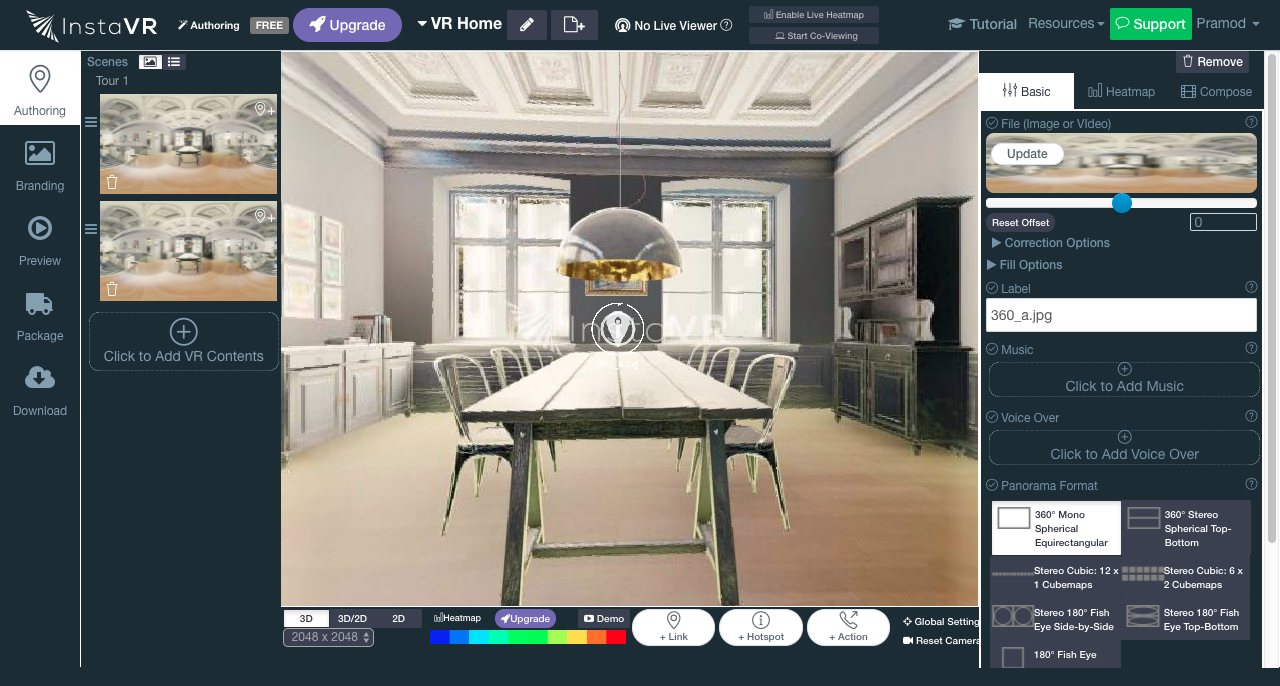 InstaVR
Authoring
FREE
Upgrade
VR Home
No Live Viewer
Enable Live Heatmap
Start Co-Viewing
Tutorial
Resources
Support
Pramod
Authoring
Branding
Preview
Package
Download
Scenes
Tour 1
Click to Add VR Contents
InstaVR
3D
3D/2D
2D
2048 x 2048
Heatmap
Upgrade
Demo
+ Link
+ Hotspot
+ Action
Global Setting
Reset Camera
Remove
Basic
Heatmap
Compose
File (Image or VIdeo)
Update
Reset Offset
0
Correction Options
Fill Options
Label
360_a.jpg
Music
Click to Add Music
Voice Over
Click to Add Voice Over
Panorama Format
360° Mono
Spherical
Equirectangular
360° Stereo
Spherical Top-
Bottom
Stereo Cubic: 12 x
1 Cubemaps
Stereo Cubic: 6 x
2 Cubemaps
Stereo 180° Fish
Eye Side-by-Side
Stereo 180° Fish
Eye Top-Bottom
180° Fish Eye